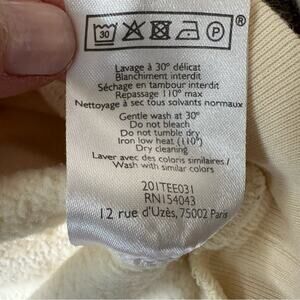 30 P ®
Lavage à 30° délicat
Blanchiment interdit
Séchage en tambour interdit
Repassage 110° max
Nettoyage à sec tous solvants normaux
Gentle wash at 30°
Do not bleach
Do not tumble dry
Iron low heat (110°)
Dry cleaning
Laver avec des coloris similaires /
Wash with similar colors
201TEE031
RN154043
12 rue d'Uzès, 75002 Paris